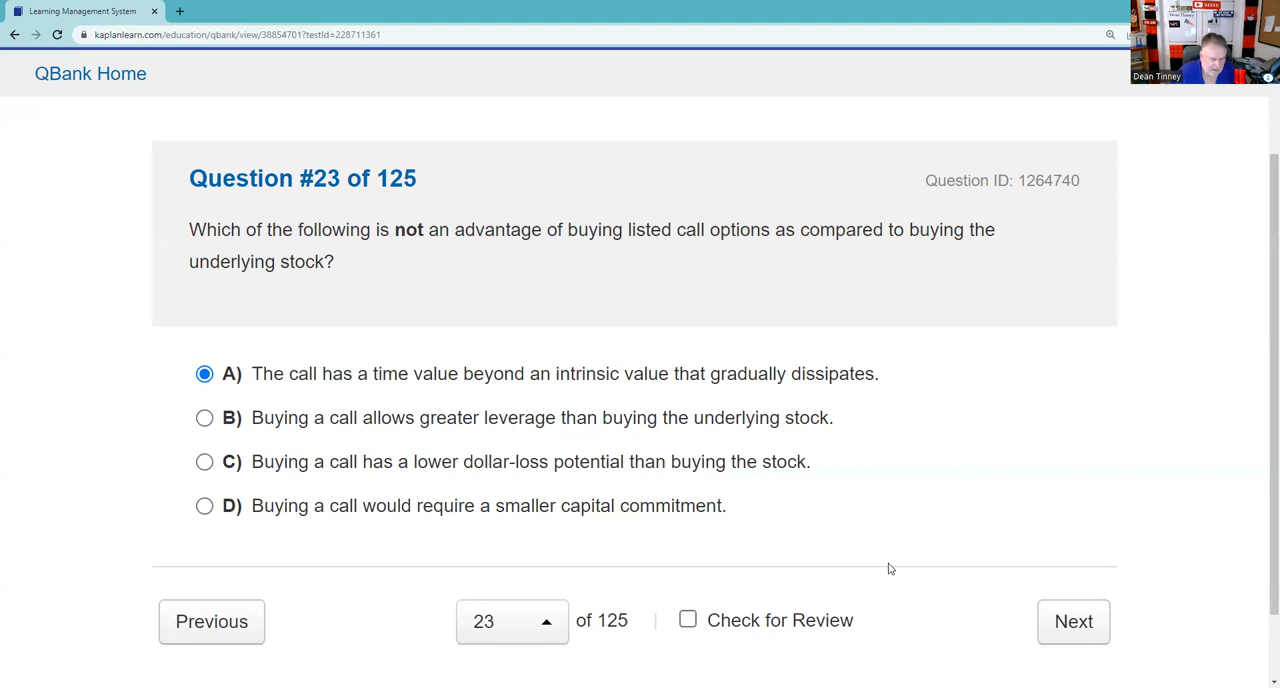 Learning Management System
kaplanlearn.com/education/qbank/view/38854701?testId=228711361
Dean Tinney
QBank Home
Question #23 of 125
Question ID: 1264740
Which of the following is not an advantage of buying listed call options as compared to buying the
underlying stock?
A) The call has a time value beyond an intrinsic value that gradually dissipates.
B) Buying a call allows greater leverage than buying the underlying stock.
C) Buying a call has a lower dollar-loss potential than buying the stock.
D) Buying a call would require a smaller capital commitment.
Previous
23
of 125
Check for Review
Next